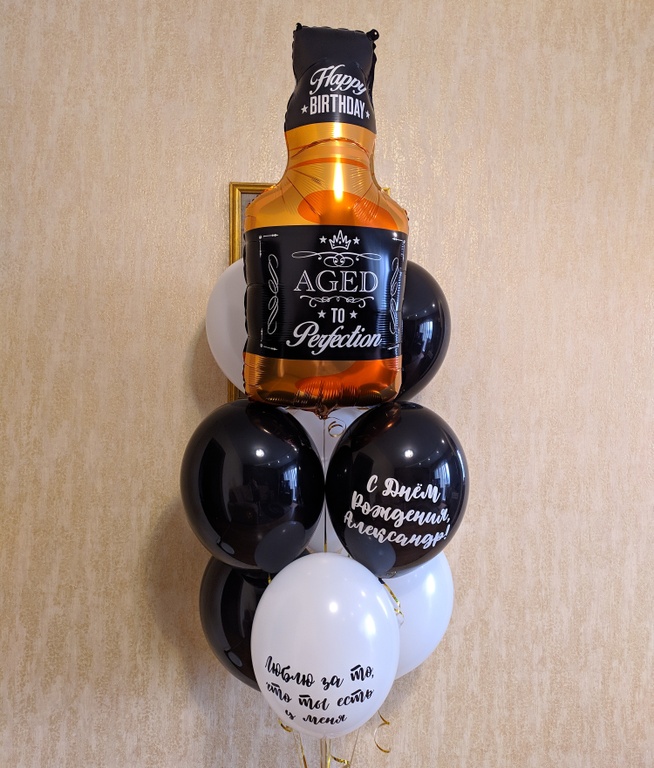 Happy
BIRTHDAY
AGED
TO
Perfection
С Днём
Рождения,
Александр!
Люблю за то,
что ты есть
у меня